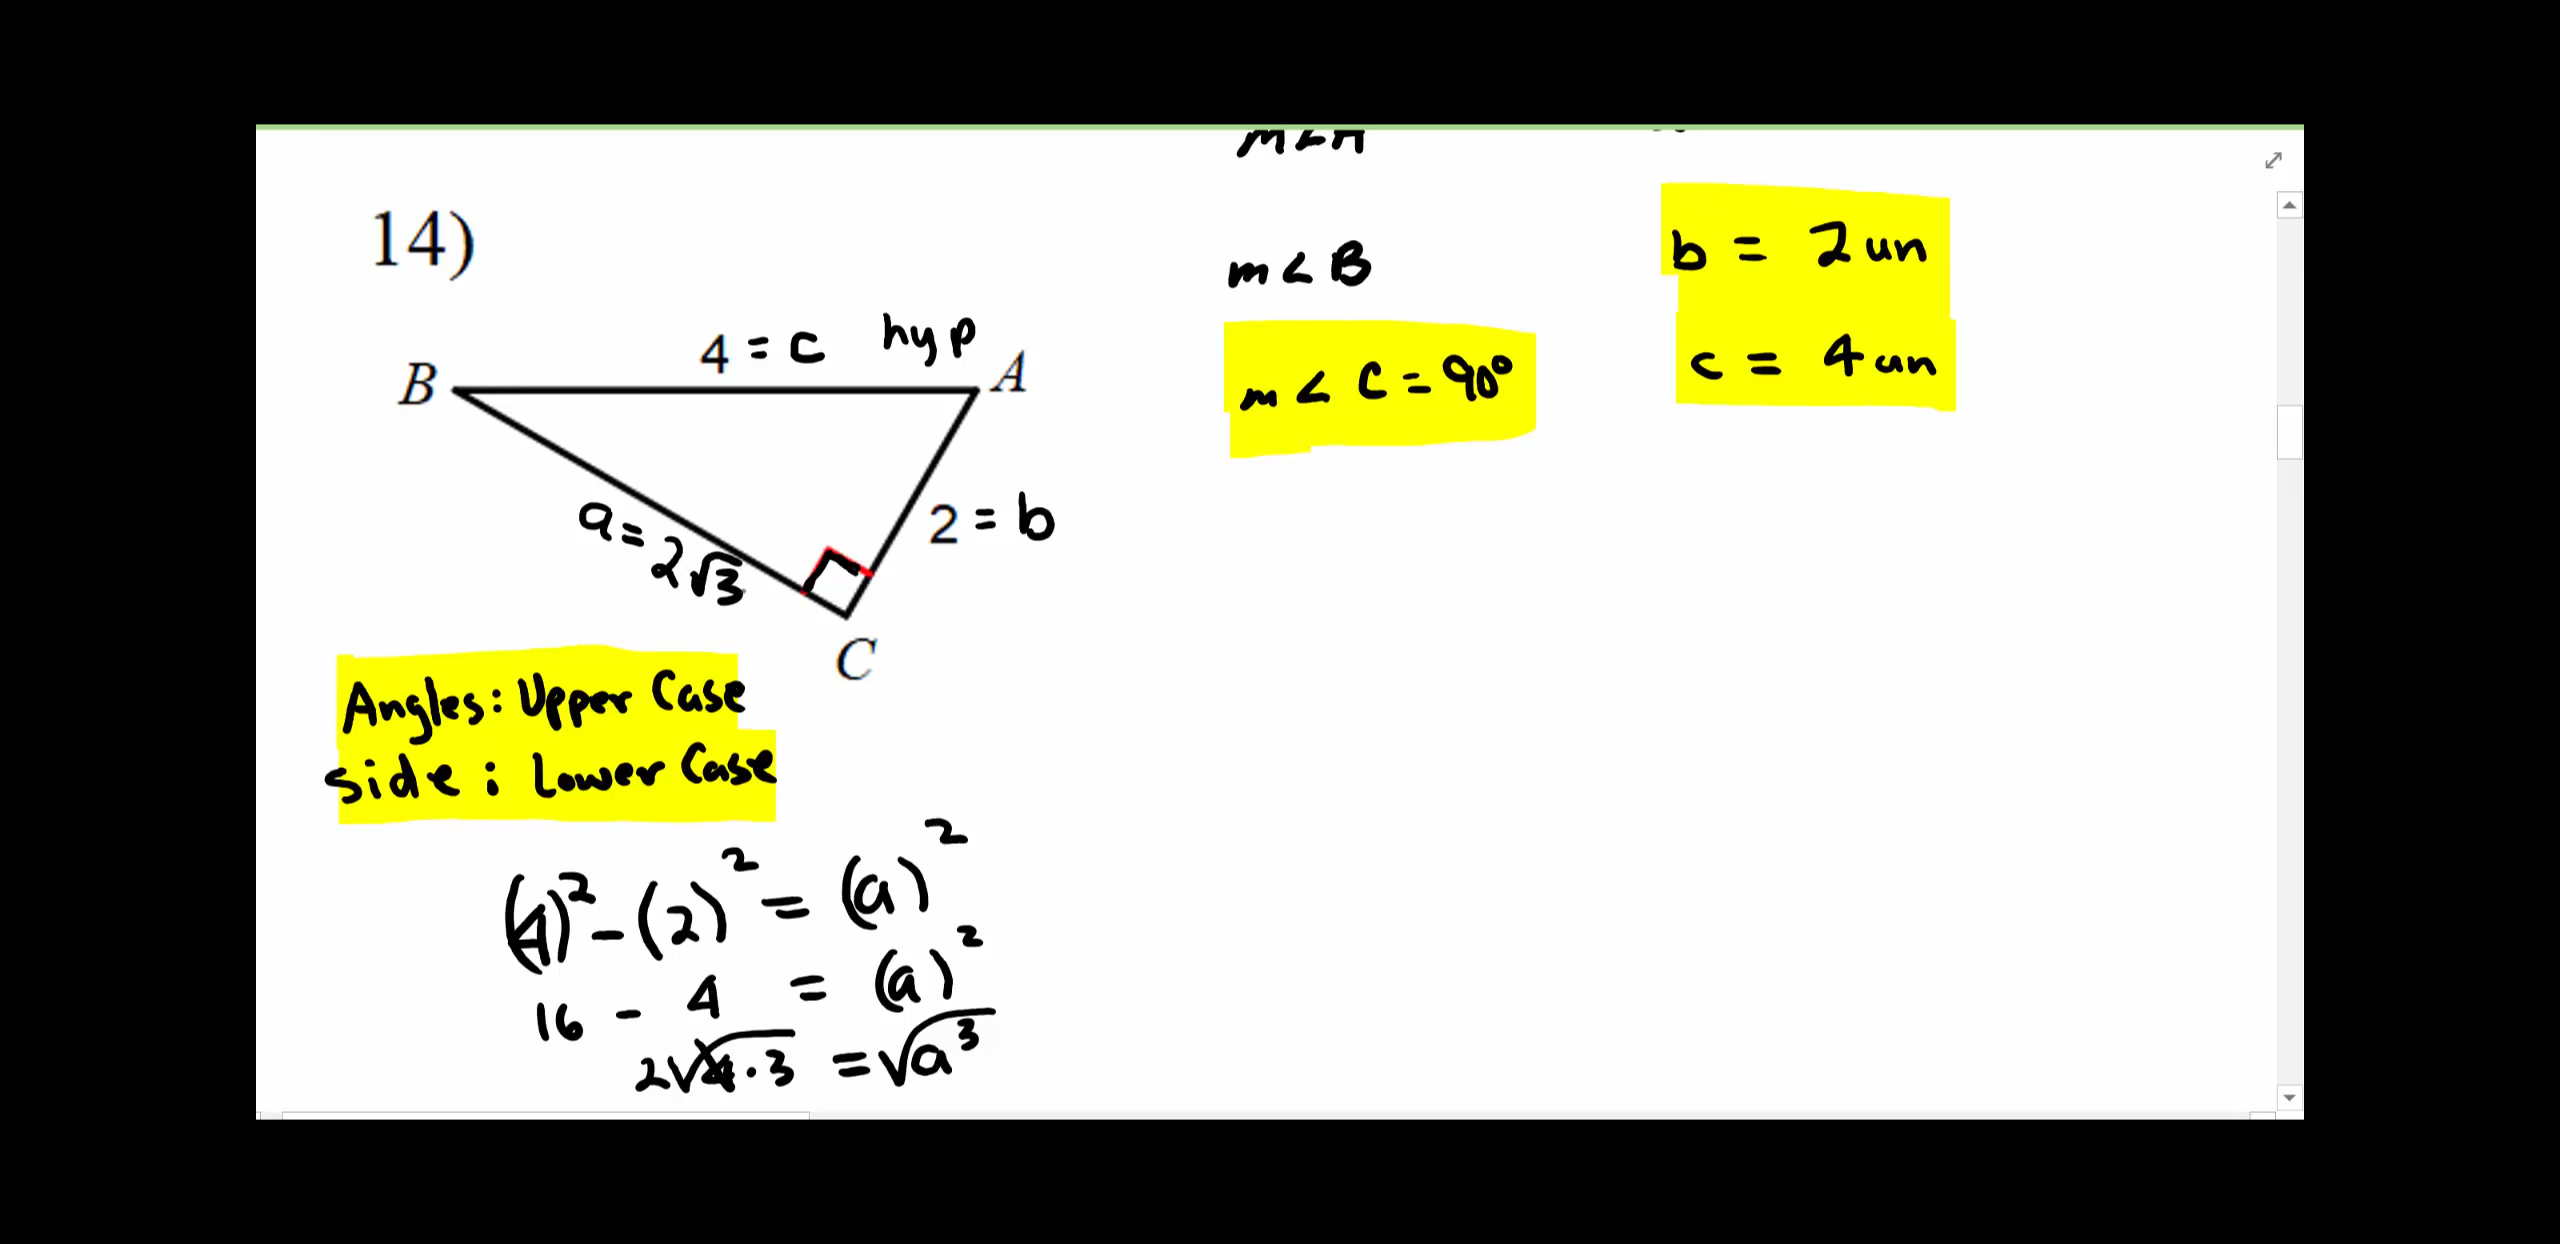 m<A
14)
m<B
b = 2 un
4 = c hyp
B
A
m< C = 90°
c = 4 un
a = 2√3
2 = b
C
Angles: Upper Case
side: Lower Case
(4)² - (2)² = (a)²
16 - 4 = (a)²
2√4·3 = √a³